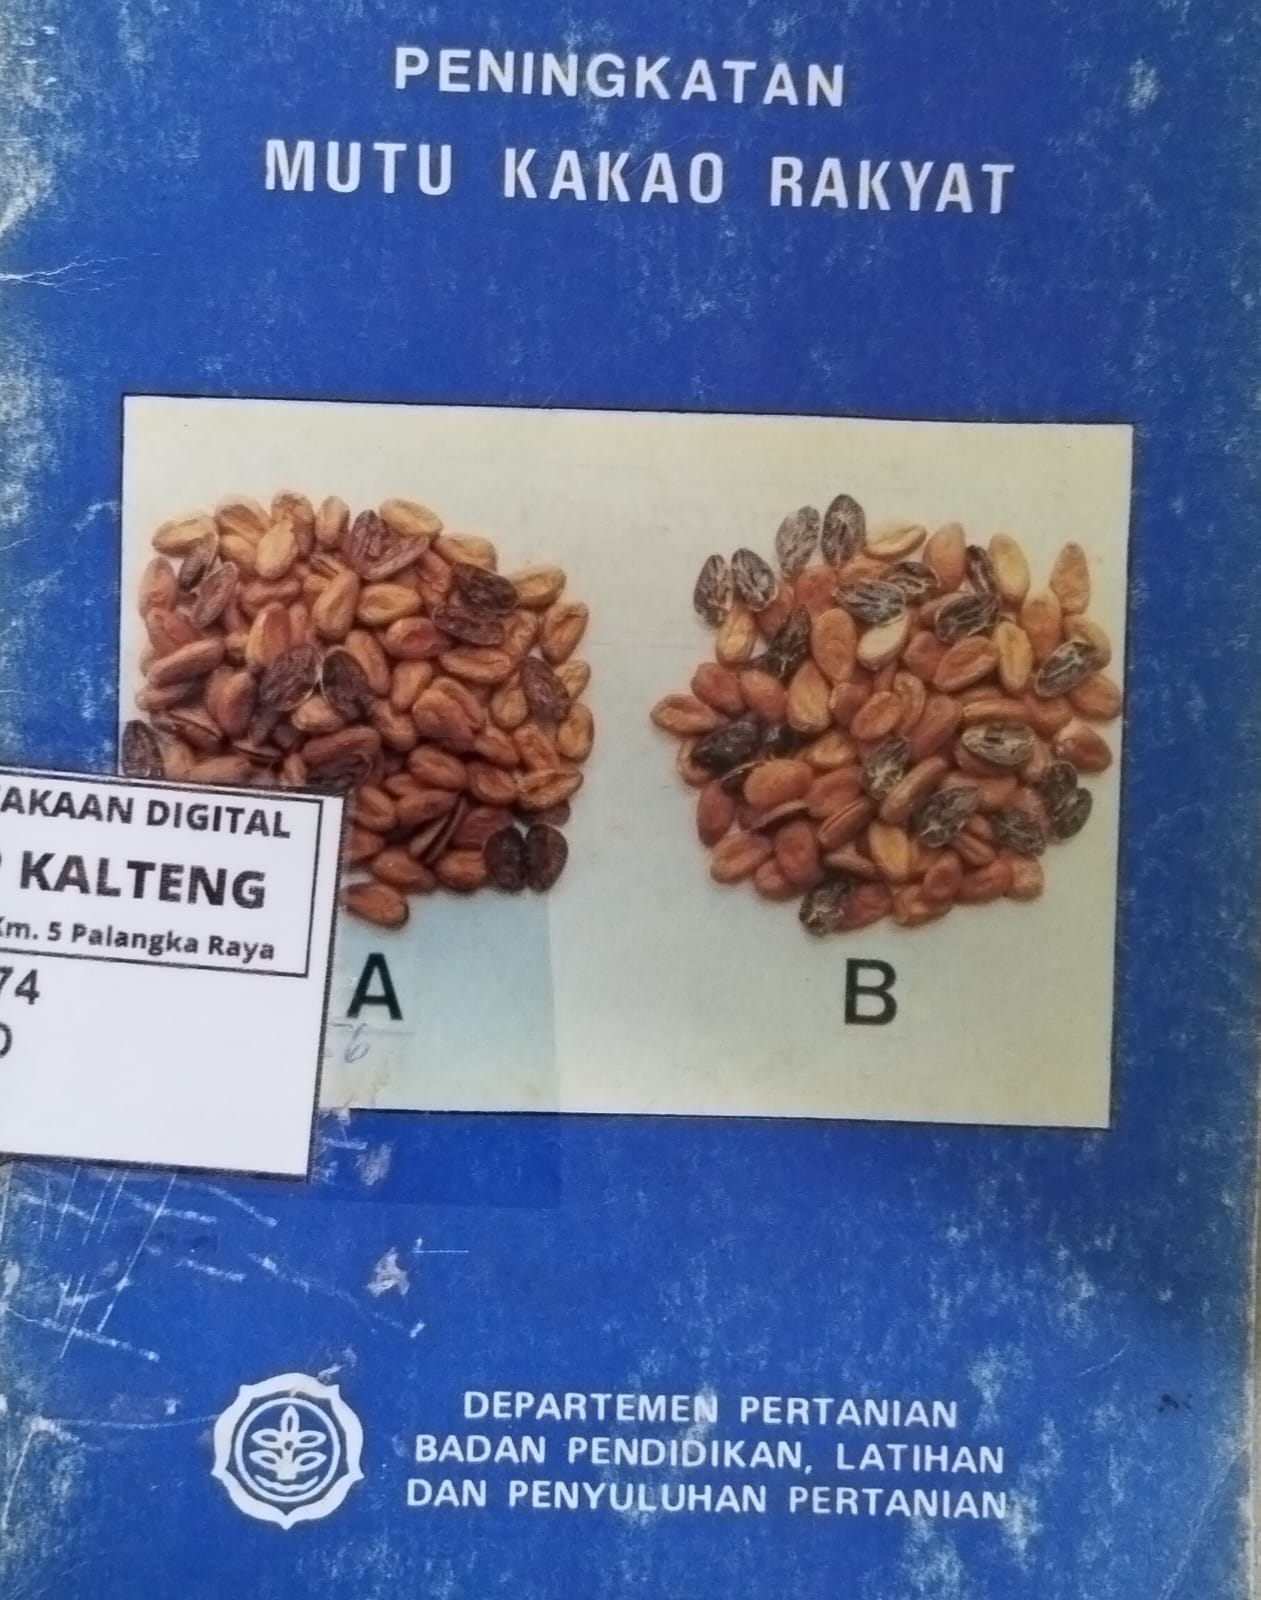 PENINGKATAN
MUTU KAKAO RAKYAT
AKAAN DIGITAL
KALTENG
Km. 5 Palangka Raya
74
A
B
DEPARTEMEN PERTANIAN
BADAN PENDIDIKAN, LATIHAN
DAN PENYULUHAN PERTANIAN